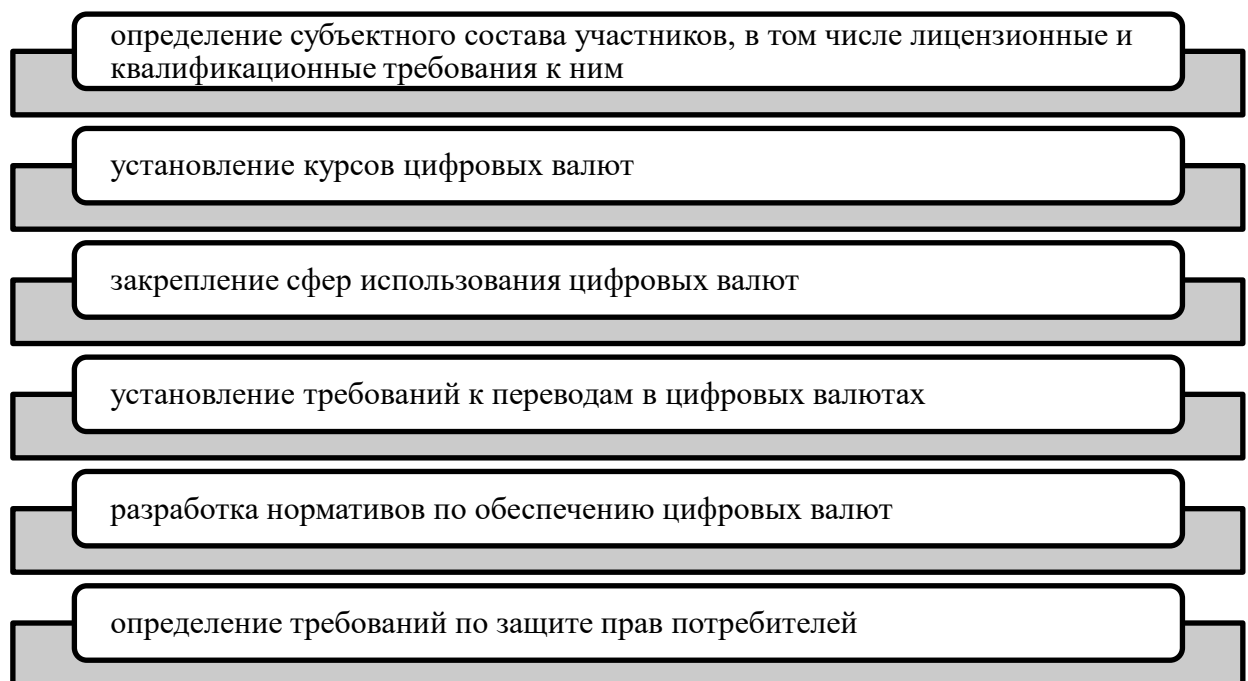 определение субъектного состава участников, в том числе лицензионные и
квалификационные требования к ним
установление курсов цифровых валют
закрепление сфер использования цифровых валют
установление требований к переводам в цифровых валютах
разработка нормативов по обеспечению цифровых валют
определение требований по защите прав потребителей